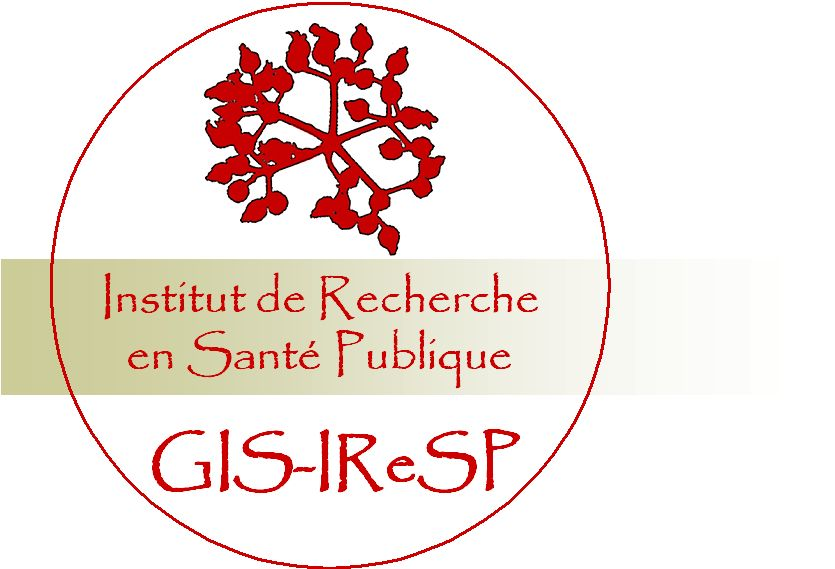 Institut de Recherche
en Santé Publique
GIS-IReSP